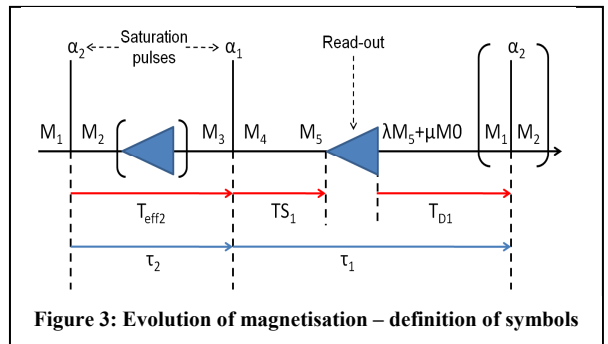 α₂ Saturation pulses α₁ Read-out α₂
M₁ M₂ M₃ M₄ M₅ λM₅+μM0 M₁ M₂
Tₑff₂ TS₁ T_D1
τ₂ τ₁
Figure 3: Evolution of magnetisation – definition of symbols